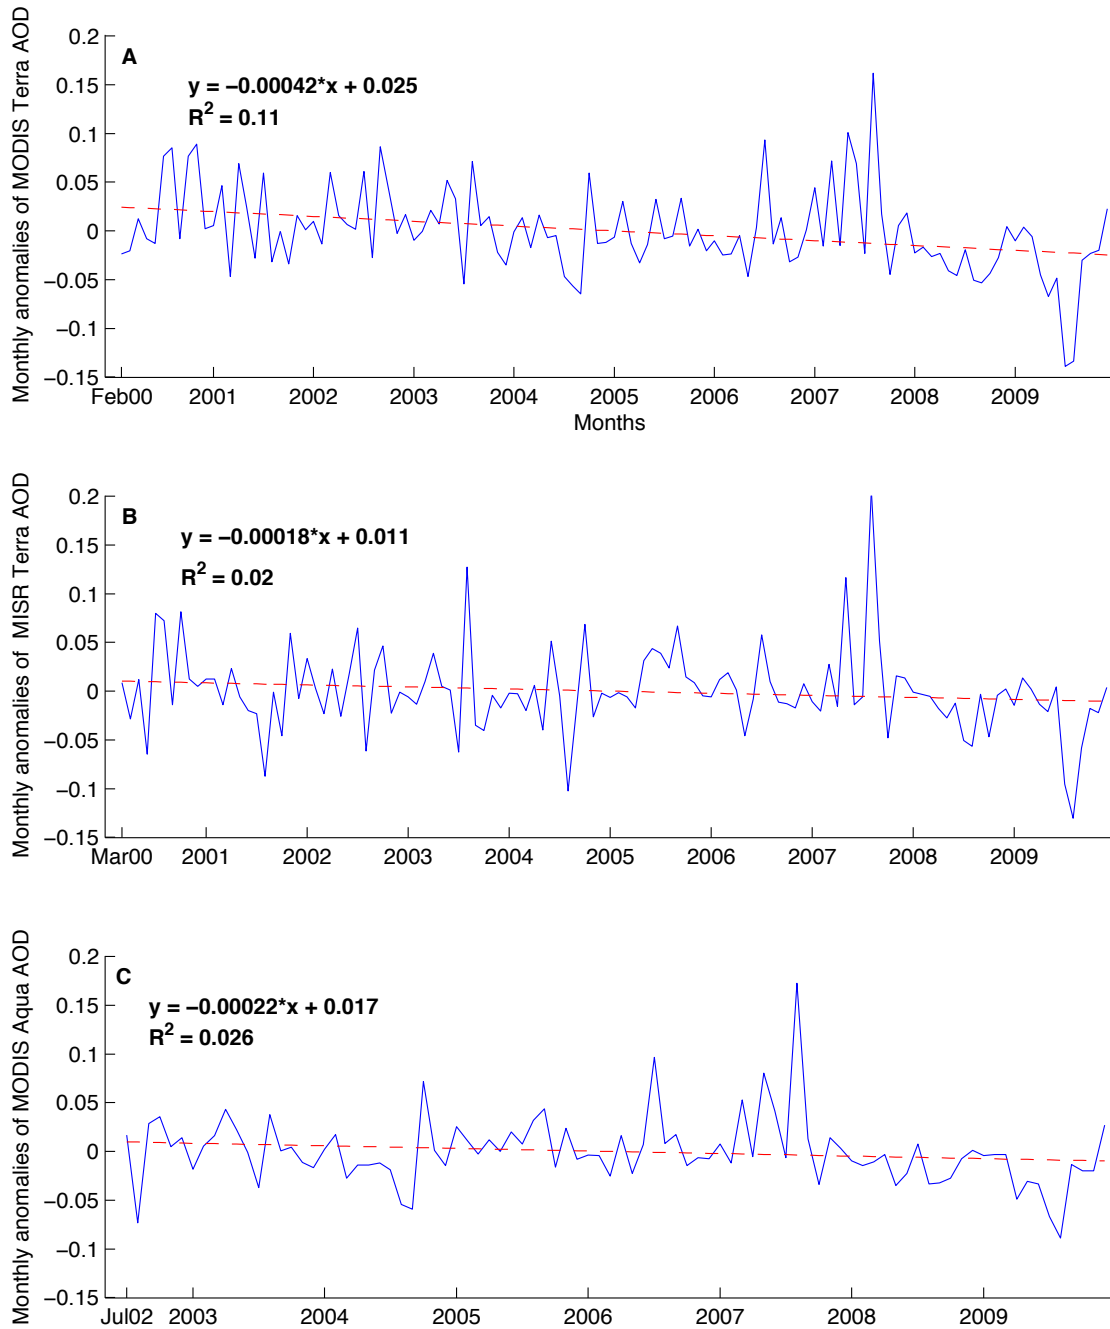 Monthly anomalies of MODIS Terra AOD
A
y = −0.00042*x + 0.025
R² = 0.11
0.2
0.15
0.1
0.05
0
−0.05
−0.1
−0.15
Feb00 2001 2002 2003 2004 2005 2006 2007 2008 2009
Months
Monthly anomalies of MISR Terra AOD
B
y = −0.00018*x + 0.011
R² = 0.02
0.2
0.15
0.1
0.05
0
−0.05
−0.1
−0.15
Mar00 2001 2002 2003 2004 2005 2006 2007 2008 2009
Monthly anomalies of MODIS Aqua AOD
C
y = −0.00022*x + 0.017
R² = 0.026
0.2
0.15
0.1
0.05
0
−0.05
−0.1
−0.15
Jul02 2003 2004 2005 2006 2007 2008 2009